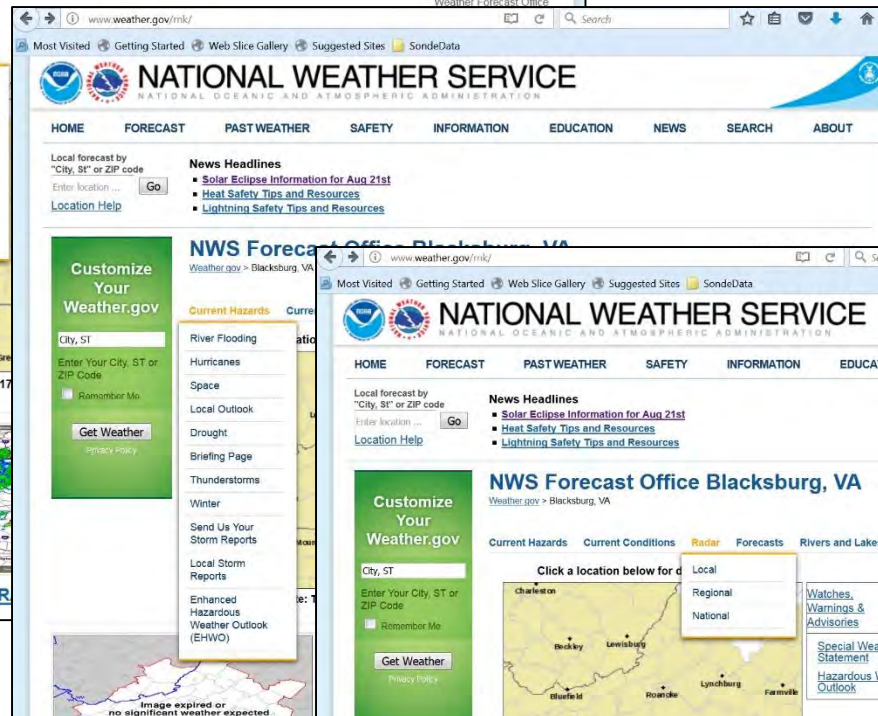 Weather Forecast Office
www.weather.gov/rnk/
Search
Most Visited Getting Started Web Slice Gallery Suggested Sites SondeData
NATIONAL WEATHER SERVICE
NATIONAL OCEANIC AND ATMOSPHERIC ADMINISTRATION
HOME FORECAST PAST WEATHER SAFETY INFORMATION EDUCATION NEWS SEARCH ABOUT
Local forecast by
"City, St" or ZIP code
Enter location ...
Go
Location Help
News Headlines
Solar Eclipse Information for Aug 21st
Heat Safety Tips and Resources
Lightning Safety Tips and Resources
Weather.gov > Blacksburg, VA
Customize
Your
Weather.gov
City, ST
Enter Your City, ST or
ZIP Code
Remember Me
Get Weather
Privacy Policy
Current Hazards
River Flooding
Hurricanes
Space
Local Outlook
Drought
Briefing Page
Thunderstorms
Winter
Send Us Your
Storm Reports
Local Storm
Reports
Enhanced
Hazardous
Weather Outlook
(EHWO)
Image expired or
no significant weather expected
www.weather.gov/rnk/
Most Visited Getting Started Web Slice Gallery Suggested Sites SondeData
NATIONAL WEATHER SERVICE
NATIONAL OCEANIC AND ATMOSPHERIC ADMINISTRATION
HOME FORECAST PAST WEATHER SAFETY INFORMATION EDUCA
Local forecast by
"City, St" or ZIP code
Enter location ...
Go
Location Help
News Headlines
Solar Eclipse Information for Aug 21st
Heat Safety Tips and Resources
Lightning Safety Tips and Resources
NWS Forecast Office Blacksburg, VA
Weather.gov > Blacksburg, VA
Customize
Your
Weather.gov
City, ST
Enter Your City, ST or
ZIP Code
Remember Me
Get Weather
Privacy Policy
Current Hazards Current Conditions Radar Forecasts Rivers and Lake
Click a location below for d
Local
Regional
National
Charleston
Beckley
Lewisburg
Bluefield
Roanoke
Lynchburg
Farmville
Watches,
Warnings &
Advisories
Special Wea
Statement
Hazardous W
Outlook